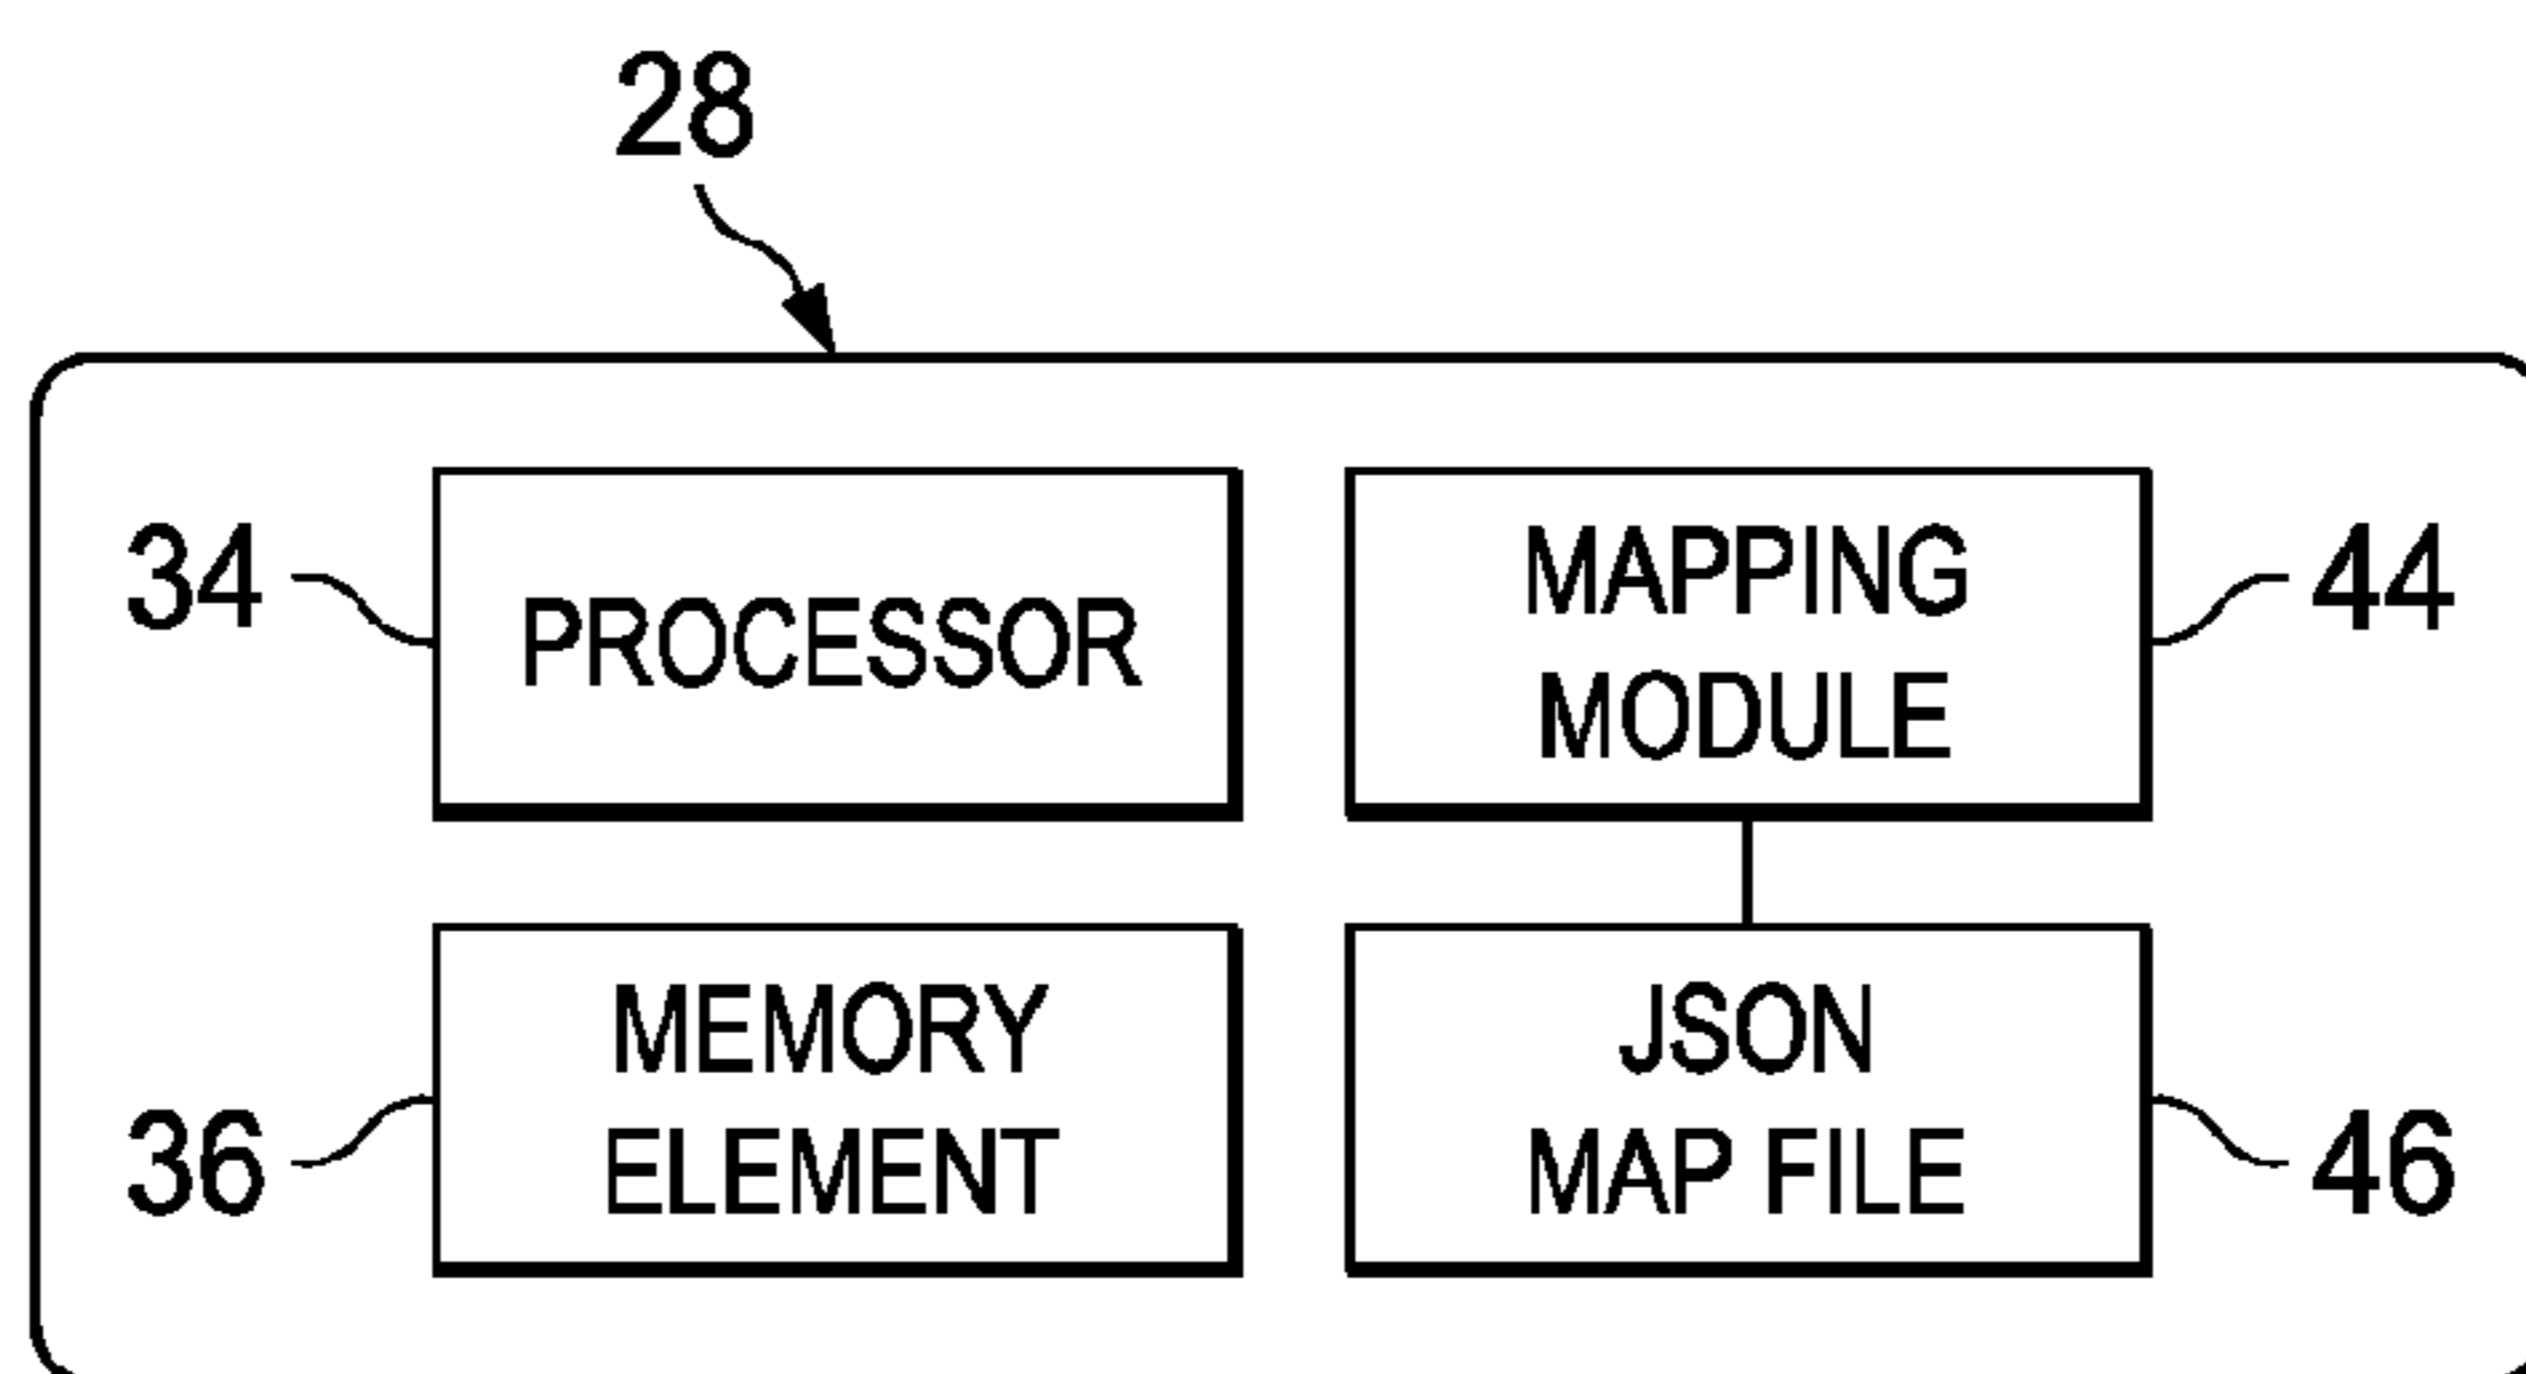 28
34
PROCESSOR
MAPPING
MODULE
44
36
MEMORY
ELEMENT
JSON
MAP FILE
46